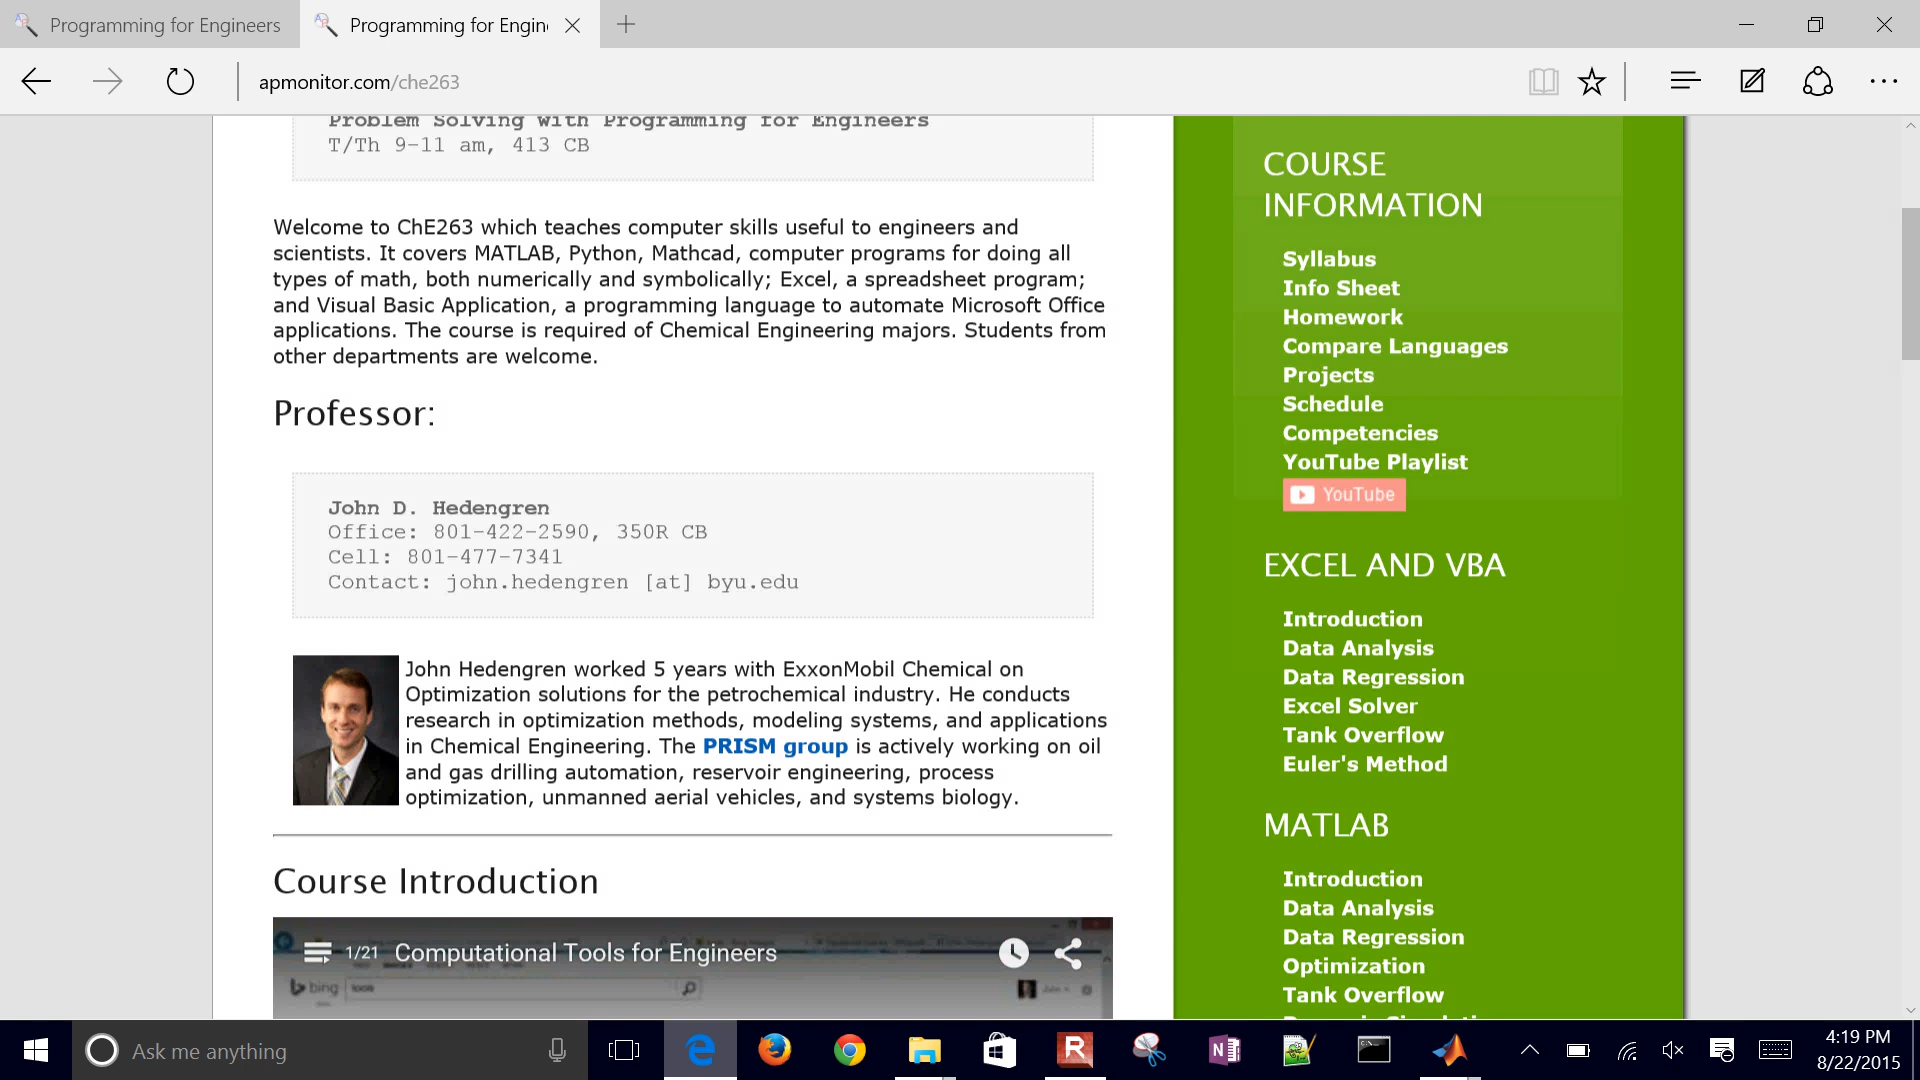 Programming for Engineers
Programming for Engin
apmonitor.com/che263
Problem Solving with Programming for Engineers
T/Th 9-11 am, 413 CB
Welcome to ChE263 which teaches computer skills useful to engineers and
scientists. It covers MATLAB, Python, Mathcad, computer programs for doing all
types of math, both numerically and symbolically; Excel, a spreadsheet program;
and Visual Basic Application, a programming language to automate Microsoft Office
applications. The course is required of Chemical Engineering majors. Students from
other departments are welcome.
Professor:
John D. Hedengren
Office: 801-422-2590, 350R CB
Cell: 801-477-7341
Contact: john.hedengren [at] byu.edu
John Hedengren worked 5 years with ExxonMobil Chemical on
Optimization solutions for the petrochemical industry. He conducts
research in optimization methods, modeling systems, and applications
in Chemical Engineering. The PRISM group is actively working on oil
and gas drilling automation, reservoir engineering, process
optimization, unmanned aerial vehicles, and systems biology.
Course Introduction
1/21 Computational Tools for Engineers
bing
COURSE
INFORMATION
Syllabus
Info Sheet
Homework
Compare Languages
Projects
Schedule
Competencies
YouTube Playlist
YouTube
EXCEL AND VBA
Introduction
Data Analysis
Data Regression
Excel Solver
Tank Overflow
Euler's Method
MATLAB
Introduction
Data Analysis
Data Regression
Optimization
Tank Overflow
Ask me anything
4:19 PM
8/22/2015